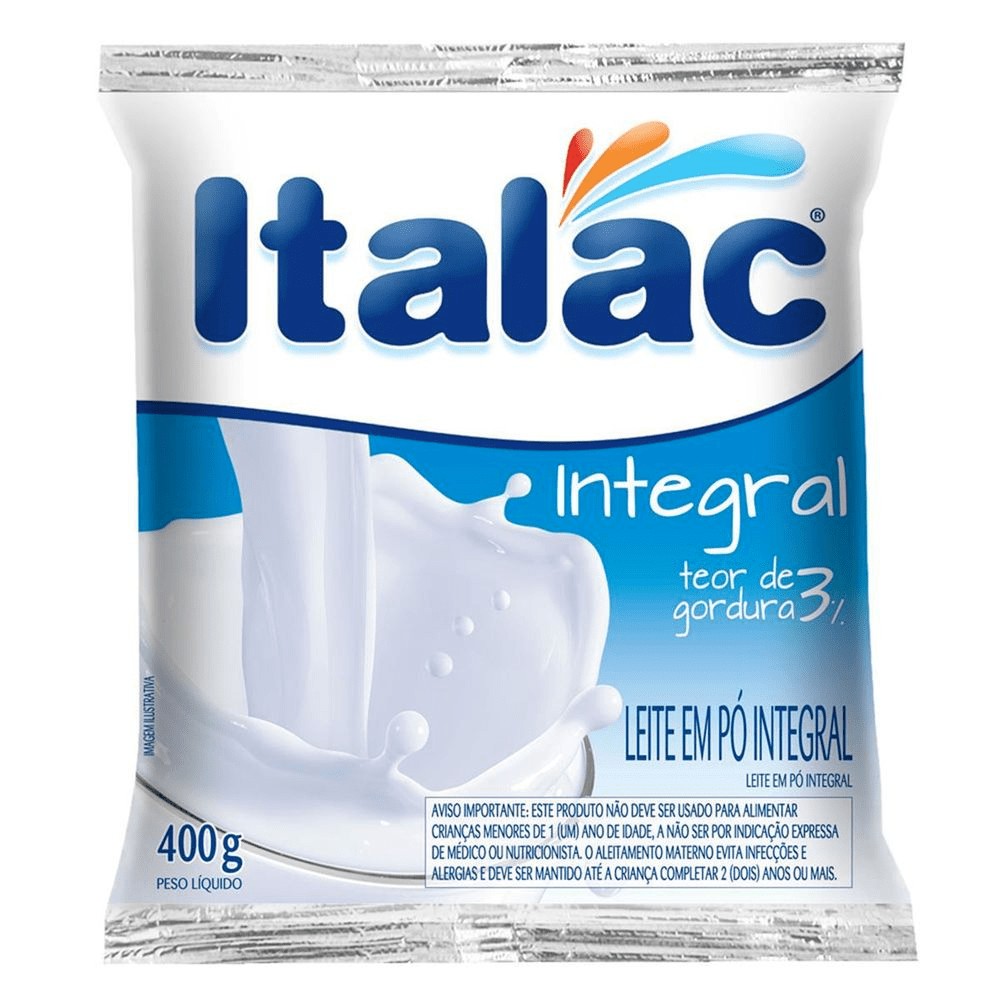 Italac®
Integral
teor de
gordura 3%
LEITE EM PÓ INTEGRAL
LEITE EM PÓ INTEGRAL
IMAGEM ILUSTRATIVA
400g
PESO LÍQUIDO
AVISO IMPORTANTE: ESTE PRODUTO NÃO DEVE SER USADO PARA ALIMENTAR
CRIANÇAS MENORES DE 1 (UM) ANO DE IDADE, A NÃO SER POR INDICAÇÃO EXPRESSA
DE MÉDICO OU NUTRICIONISTA. O ALEITAMENTO MATERNO EVITA INFECÇÕES E
ALERGIAS E DEVE SER MANTIDO ATÉ A CRIANÇA COMPLETAR 2 (DOIS) ANOS OU MAIS.